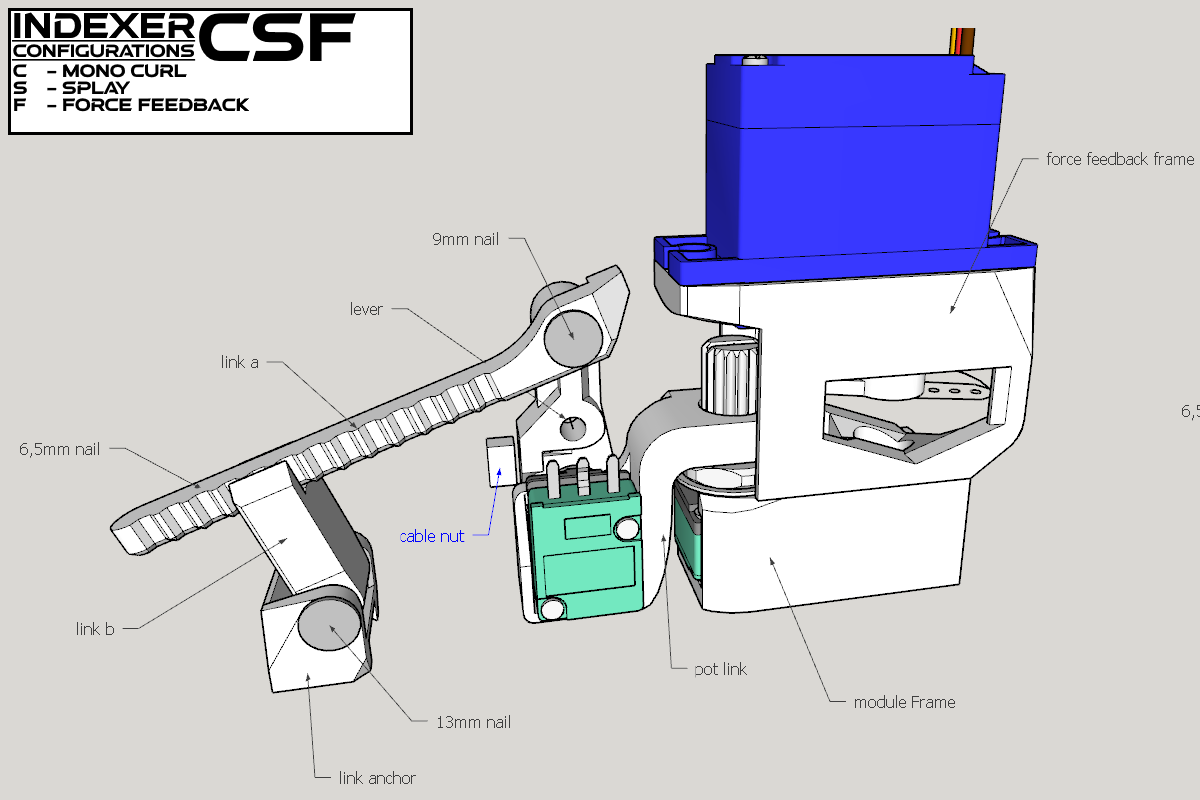 INDEXER CSF
CONFIGURATIONS
C - MONO CURL
S - SPLAY
F - FORCE FEEDBACK
force feedback frame
9mm nail
lever
link a
6,5
6,5mm nail
cable nut
link b
pot link
module Frame
13mm nail
link anchor